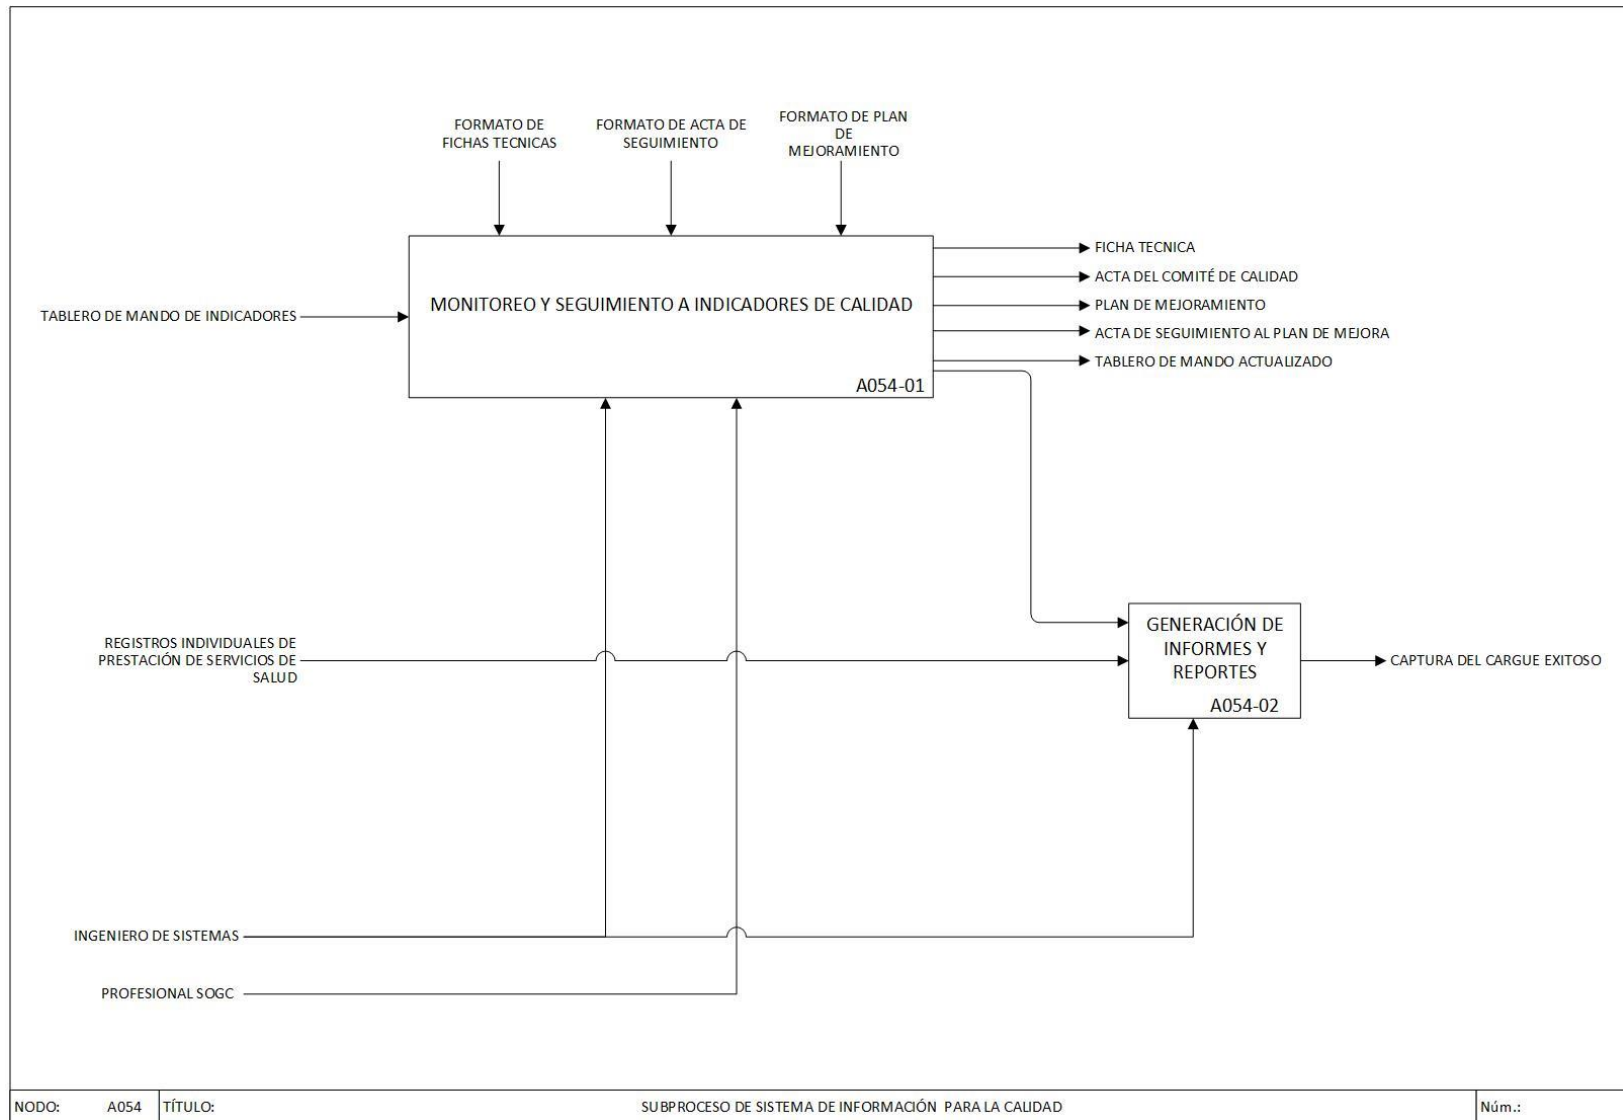 FORMATO DE
FICHAS TECNICAS
FORMATO DE ACTA DE
SEGUIMIENTO
FORMATO DE PLAN
DE
MEJORAMIENTO
TABLERO DE MANDO DE INDICADORES
MONITOREO Y SEGUIMIENTO A INDICADORES DE CALIDAD
A054-01
FICHA TECNICA
ACTA DEL COMITÉ DE CALIDAD
PLAN DE MEJORAMIENTO
ACTA DE SEGUIMIENTO AL PLAN DE MEJORA
TABLERO DE MANDO ACTUALIZADO
REGISTROS INDIVIDUALES DE
PRESTACIÓN DE SERVICIOS DE
SALUD
GENERACIÓN DE
INFORMES Y
REPORTES
A054-02
CAPTURA DEL CARGUE EXITOSO
INGENIERO DE SISTEMAS
PROFESIONAL SOGC
NODO: A054 TÍTULO: SUBPROCESO DE SISTEMA DE INFORMACIÓN PARA LA CALIDAD Núm.: